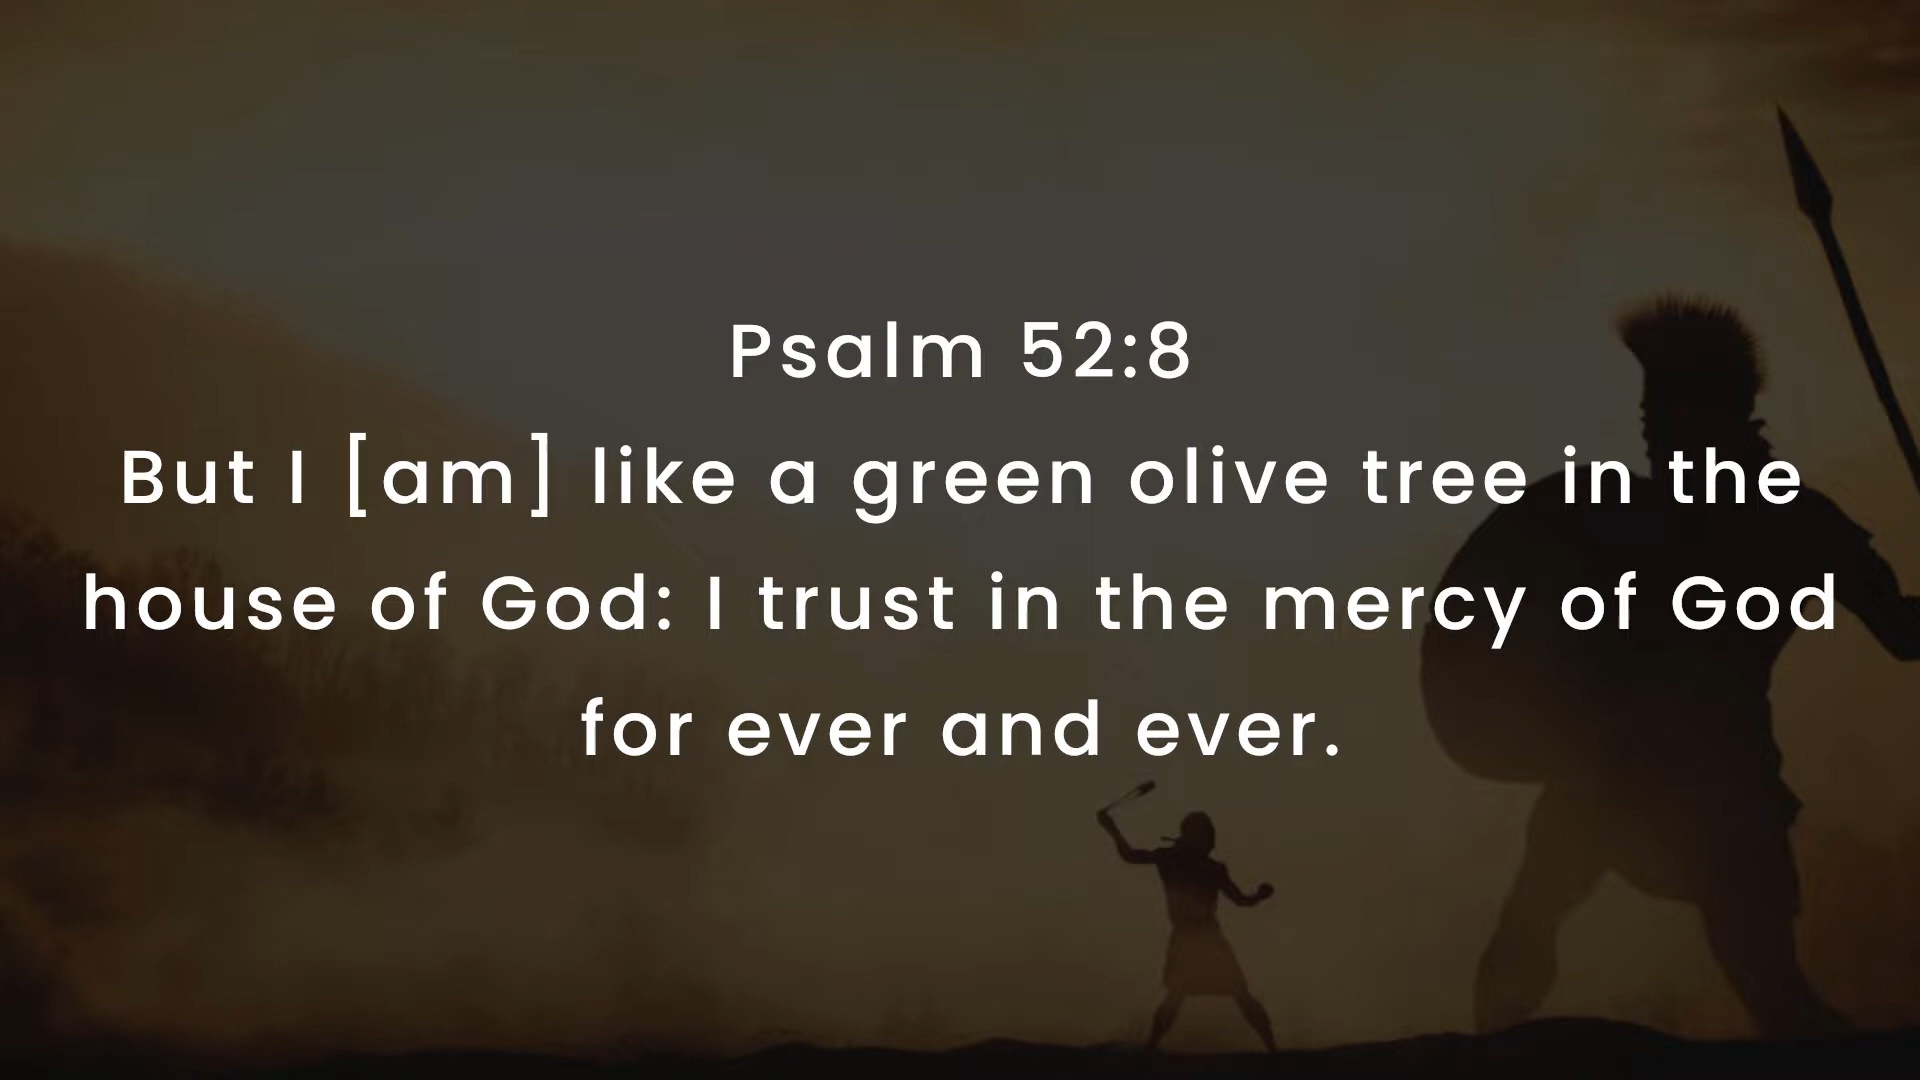 Psalm 52:8
But I [am] like a green olive tree in the
house of God: I trust in the mercy of God
for ever and ever.